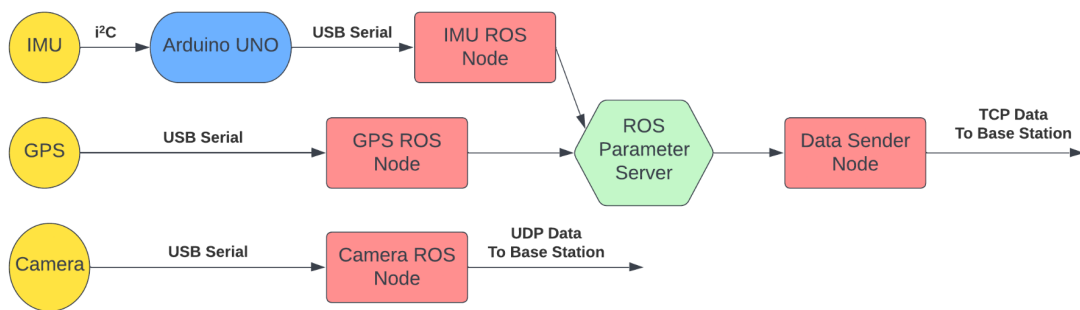 IMU
i²C
Arduino UNO
USB Serial
IMU ROS
Node
GPS
USB Serial
GPS ROS
Node
ROS
Parameter
Server
Data Sender
Node
TCP Data
To Base Station
Camera
USB Serial
Camera ROS
Node
UDP Data
To Base Station